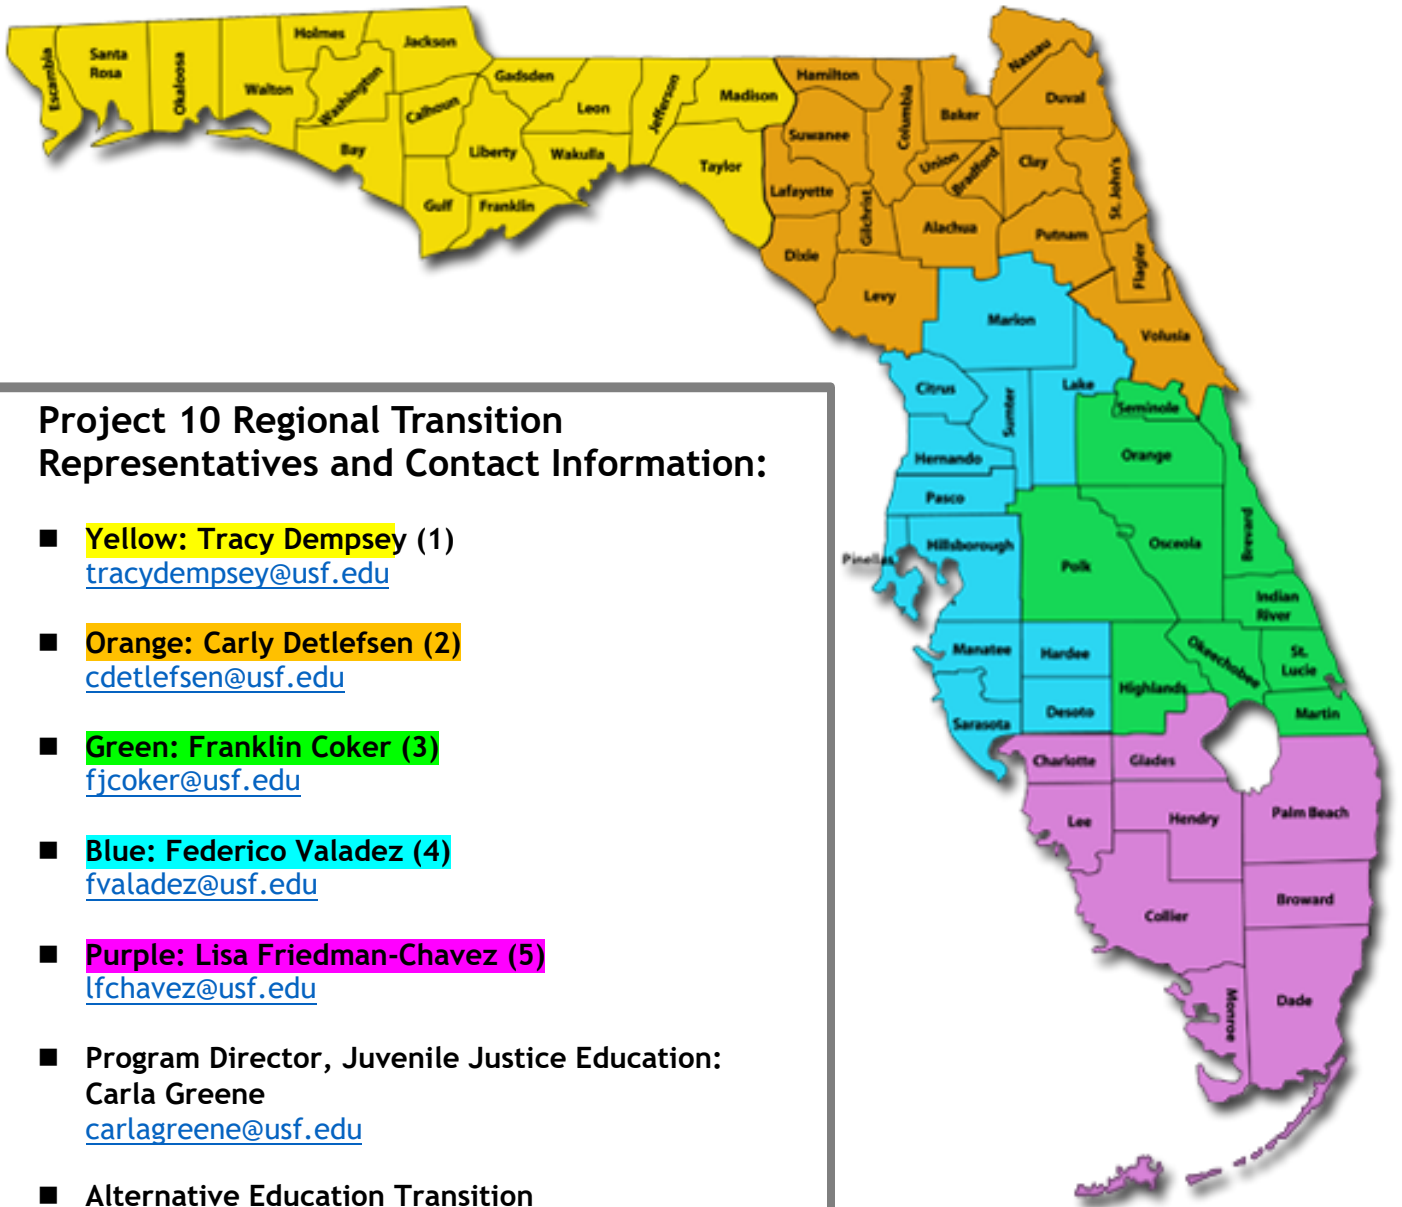 Holmes
Jackson
Escambia
Santa
Rosa
Okaloosa
Walton
Washington
Calhoun
Gadsden
Leon
Jefferson
Madison
Bay
Liberty
Wakulla
Taylor
Gulf
Franklin
Hamilton
Suwanee
Columbia
Baker
Nassau
Duval
Union
Bradford
Clay
St. John's
Lafayette
Gilchrist
Alachua
Putnam
Dixie
Flagler
Levy
Marion
Volusia
Citrus
Sumter
Lake
Seminole
Hernando
Orange
Pasco
Pinellas
Hillsborough
Polk
Osceola
Brevard
Indian
River
Manatee
Hardee
Okeechobee
St.
Lucie
Highlands
Sarasota
Desoto
Martin
Charlotte
Glades
Lee
Hendry
Palm Beach
Collier
Broward
Monroe
Dade
Project 10 Regional Transition
Representatives and Contact Information:
■ Yellow: Tracy Dempsey (1)
tracydempsey@usf.edu
■ Orange: Carly Detlefsen (2)
cdetlefsen@usf.edu
■ Green: Franklin Coker (3)
fjcoker@usf.edu
■ Blue: Federico Valadez (4)
fvaladez@usf.edu
■ Purple: Lisa Friedman-Chavez (5)
lfchavez@usf.edu
■ Program Director, Juvenile Justice Education:
Carla Greene
carlagreene@usf.edu
■ Alternative Education Transition